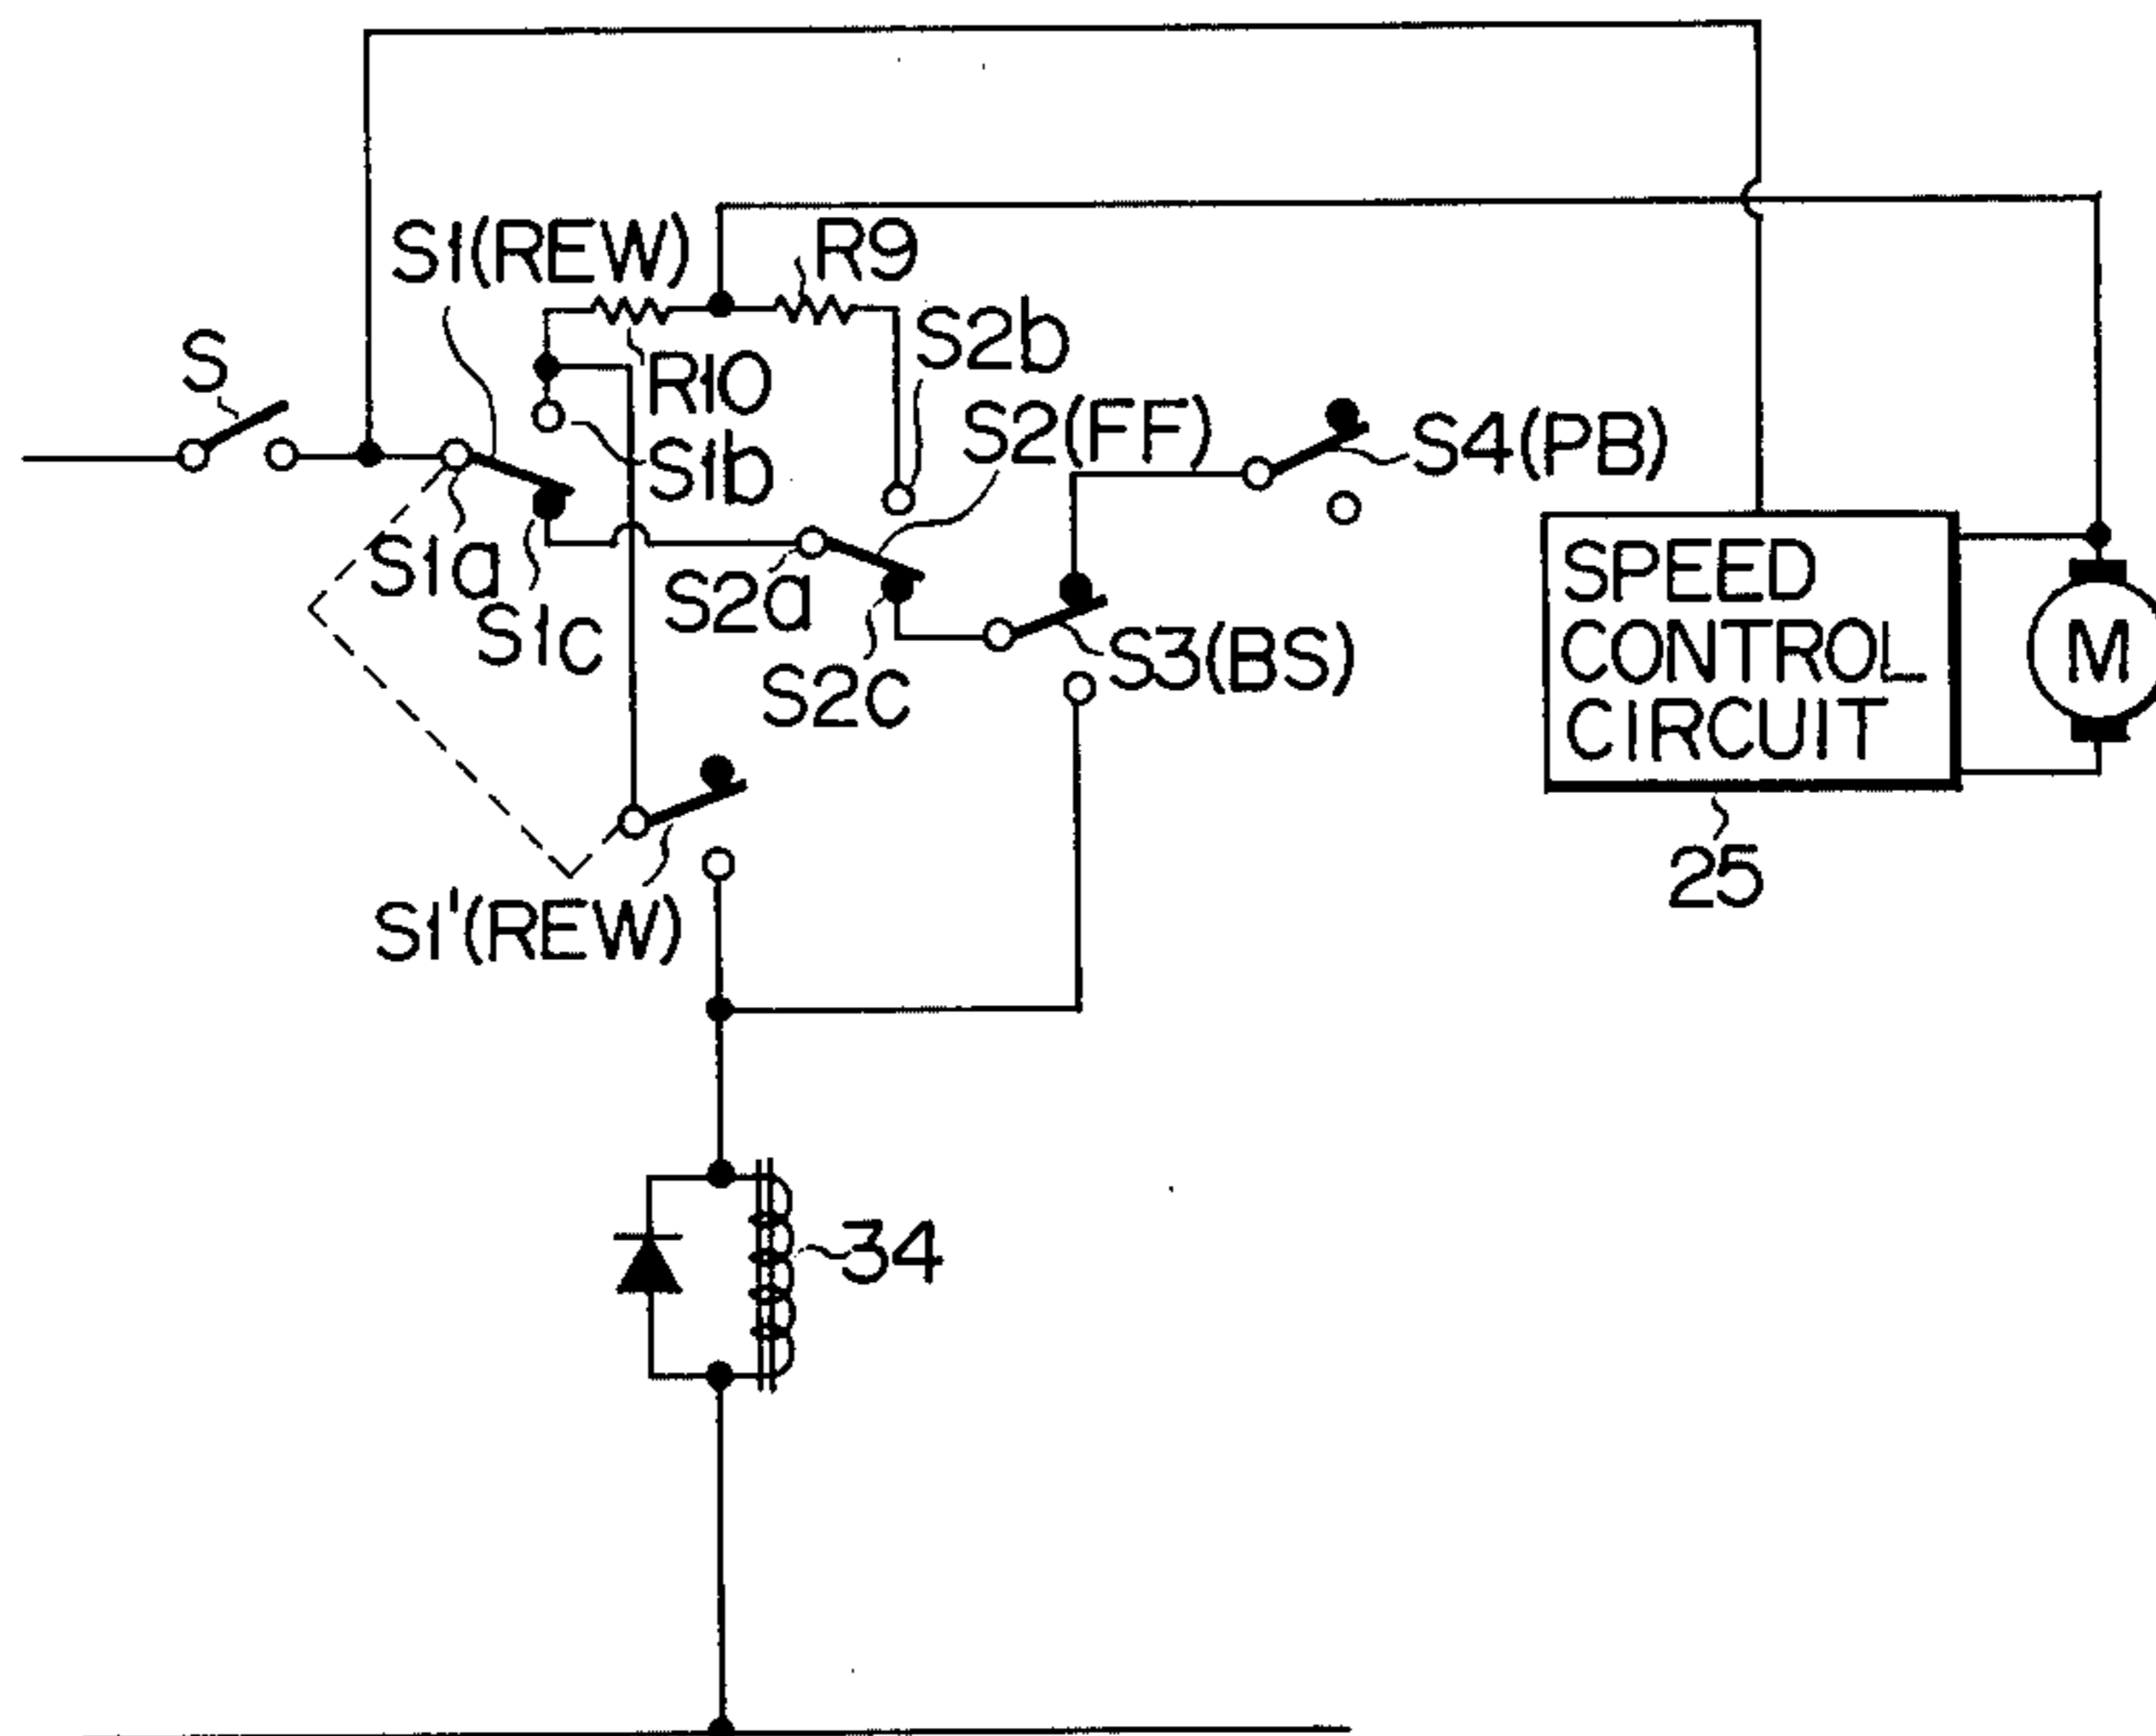 S1(REW)
R9
S
S2b
R10
S2(FF)
S4(PB)
S1b
S1a
S2a
S1c
S3(BS)
S2C
SPEED
CONTROL
CIRCUIT
M
25
S1'(REW)
34